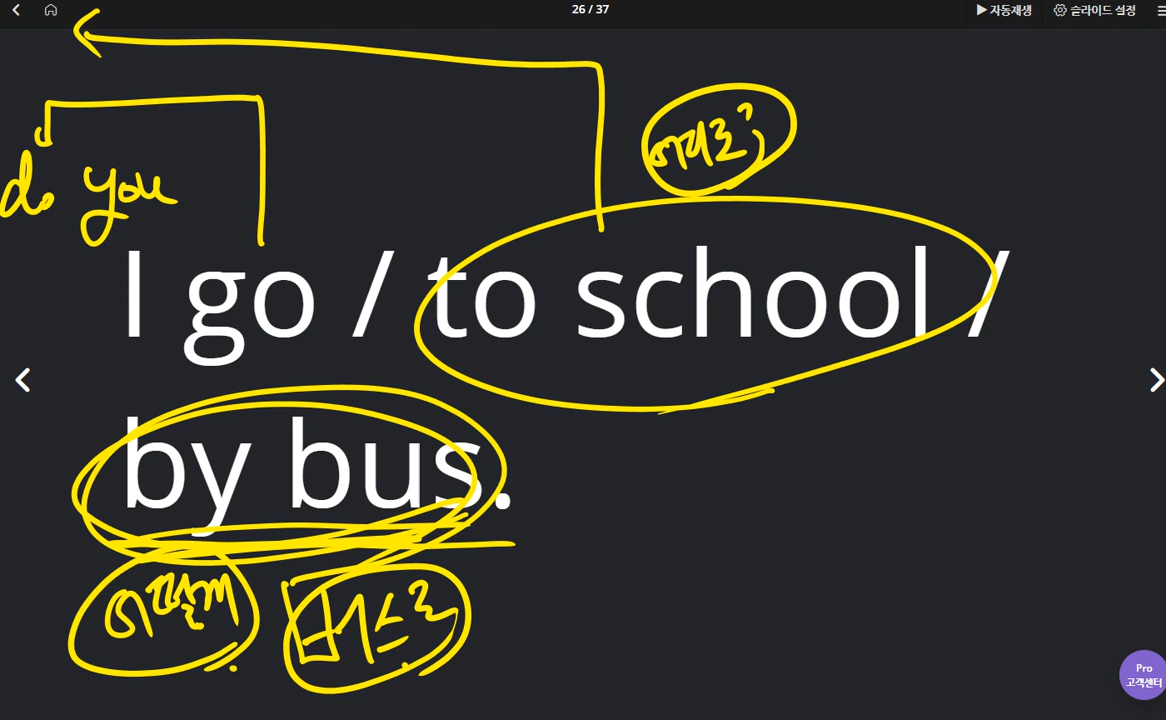 26 / 37
▶ 자동재생
슬라이드 설정
어디로?
do you
I go / to school /
by bus.
어떻게
버스로
Pro
고객센터